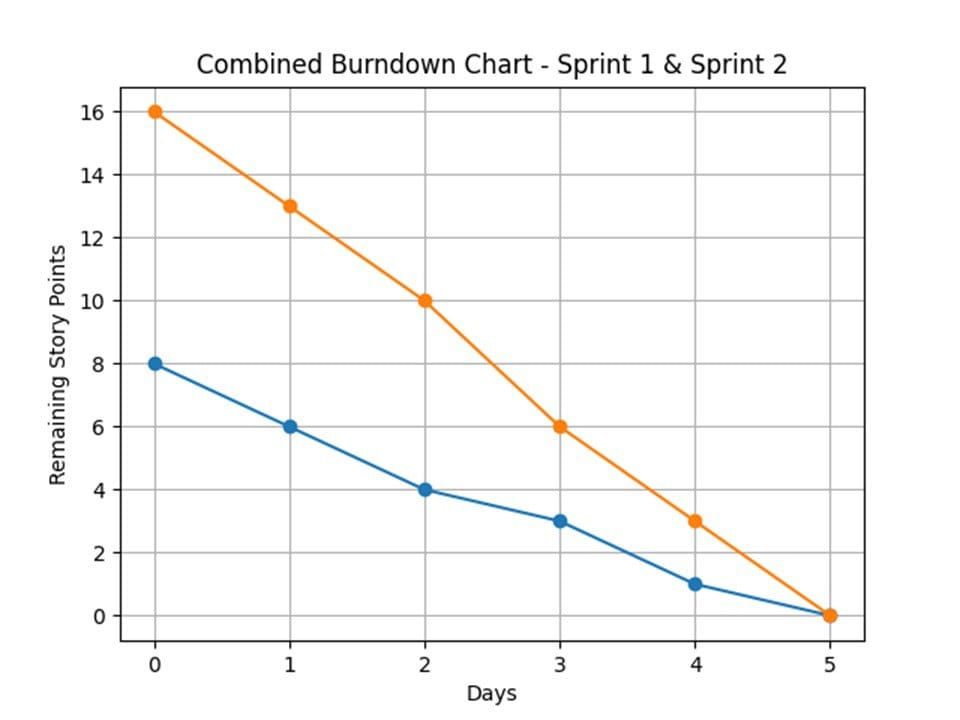 Combined Burndown Chart - Sprint 1 & Sprint 2
Remaining Story Points
16
14
12
10
8
6
4
2
0
0 1 2 3 4 5
Days